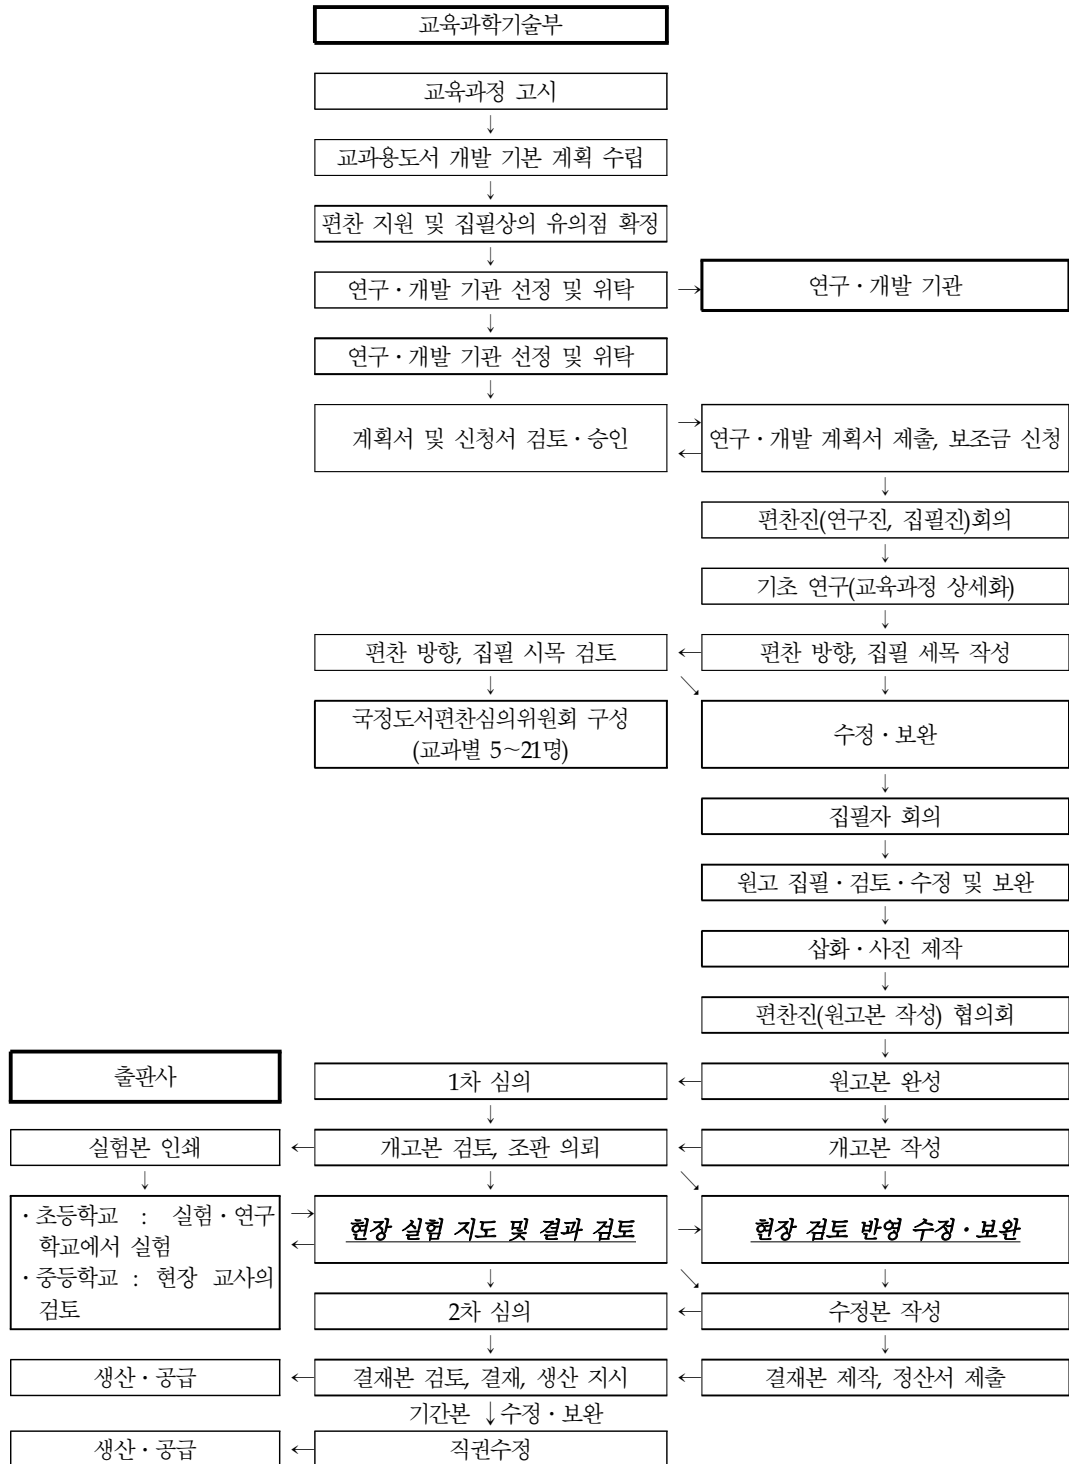 교육과학기술부
교육과정 고시
↓
교과용도서 개발 기본 계획 수립
↓
편찬 지원 및 집필상의 유의점 확정
↓
연구·개발 기관 선정 및 위탁 → 연구·개발 기관
↓
연구·개발 기관 선정 및 위탁
↓
계획서 및 신청서 검토·승인 → ← 연구·개발 계획서 제출, 보조금 신청
↓
편찬진(연구진, 집필진)회의
↓
기초 연구(교육과정 상세화)
↓
편찬 방향, 집필 시목 검토 ← 편찬 방향, 집필 세목 작성
↓ ↘ ↓
국정도서편찬심의위원회 구성
(교과별 5~21명)
수정·보완
↓
집필자 회의
↓
원고 집필·검토·수정 및 보완
↓
삽화·사진 제작
↓
편찬진(원고본 작성) 협의회
↓
출판사
1차 심의 ← 원고본 완성
↓ ↓
실험본 인쇄 ← 개고본 검토, 조판 의뢰 ← 개고본 작성
↓ ↓ ↘ ↓
·초등학교 : 실험·연구
학교에서 실험
·중등학교 : 현장 교사의
검토
→ ← 현장 실험 지도 및 결과 검토 → 현장 검토 반영 수정·보완
↓ ↘ ↓
2차 심의 ← 수정본 작성
↓ ↓
생산·공급 ← 결재본 검토, 결재, 생산 지시 ← 결재본 제작, 정산서 제출
기간본 ↓ 수정·보완
생산·공급 ← 직권수정